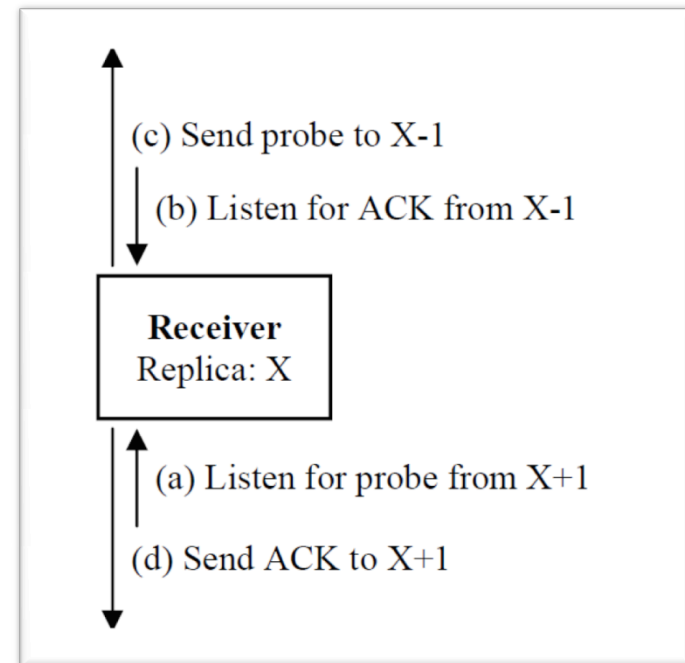 (c) Send probe to X-1
(b) Listen for ACK from X-1
Receiver
Replica: X
(a) Listen for probe from X+1
(d) Send ACK to X+1